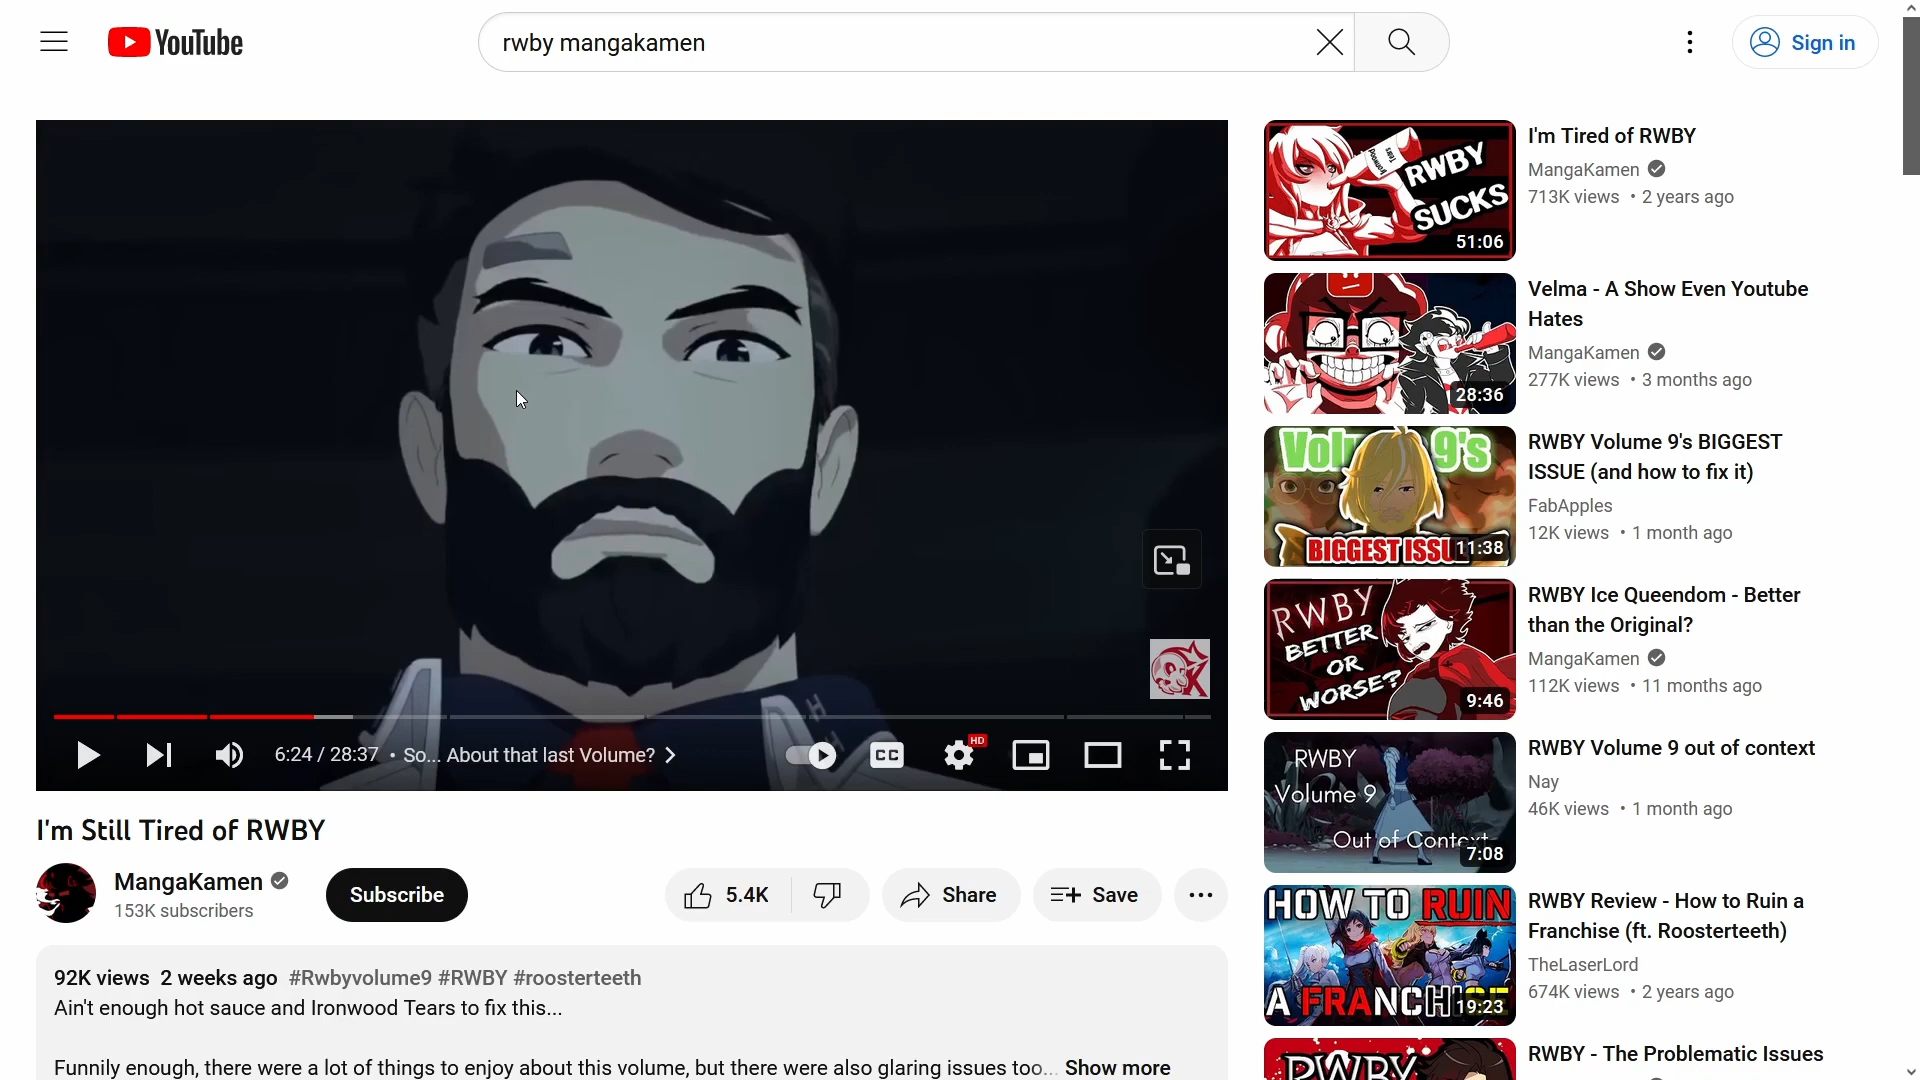 YouTube
rwby mangakamen
Sign in
HD
CC
6:24 / 28:37 • So... About that last Volume?
I'm Still Tired of RWBY
MangaKamen
153K subscribers
Subscribe
5.4K
Share
Save
92K views 2 weeks ago #Rwbyvolume9 #RWBY #roosterteeth
Ain't enough hot sauce and Ironwood Tears to fix this...
Funnily enough, there were a lot of things to enjoy about this volume, but there were also glaring issues too... Show more
RWBY
SUCKS
51:06
I'm Tired of RWBY
MangaKamen
713K views • 2 years ago
28:36
Velma - A Show Even Youtube
Hates
MangaKamen
277K views • 3 months ago
9's
BIGGEST
11:38
RWBY Volume 9's BIGGEST
ISSUE (and how to fix it)
FabApples
12K views • 1 month ago
RWBY
BETTER
OR
WORSE?
9:46
RWBY Ice Queendom - Better
than the Original?
MangaKamen
112K views • 11 months ago
RWBY
Volume 9
Out of Context
7:08
RWBY Volume 9 out of context
Nay
46K views • 1 month ago
HOW TO RUIN
A FRANCHISE
19:23
RWBY Review - How to Ruin a
Franchise (ft. Roosterteeth)
TheLaserLord
674K views • 2 years ago
RWBY
RWBY - The Problematic Issues